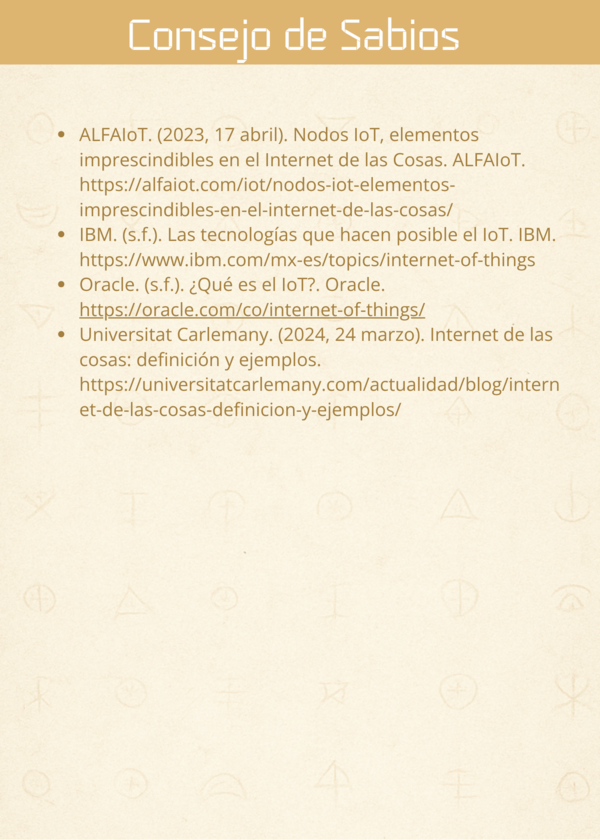 Consejo de Sabios
• ALFAIoT. (2023, 17 abril). Nodos IoT, elementos
imprescindibles en el Internet de las Cosas. ALFAIoT.
https://alfaiot.com/iot/nodos-iot-elementos-
imprescindibles-en-el-internet-de-las-cosas/
• IBM. (s.f.). Las tecnologías que hacen posible el IoT. IBM.
https://www.ibm.com/mx-es/topics/internet-of-things
• Oracle. (s.f.). ¿Qué es el IoT?. Oracle.
https://oracle.com/co/internet-of-things/
• Universitat Carlemany. (2024, 24 marzo). Internet de las
cosas: definición y ejemplos.
https://universitatcarlemany.com/actualidad/blog/intern
et-de-las-cosas-definicion-y-ejemplos/